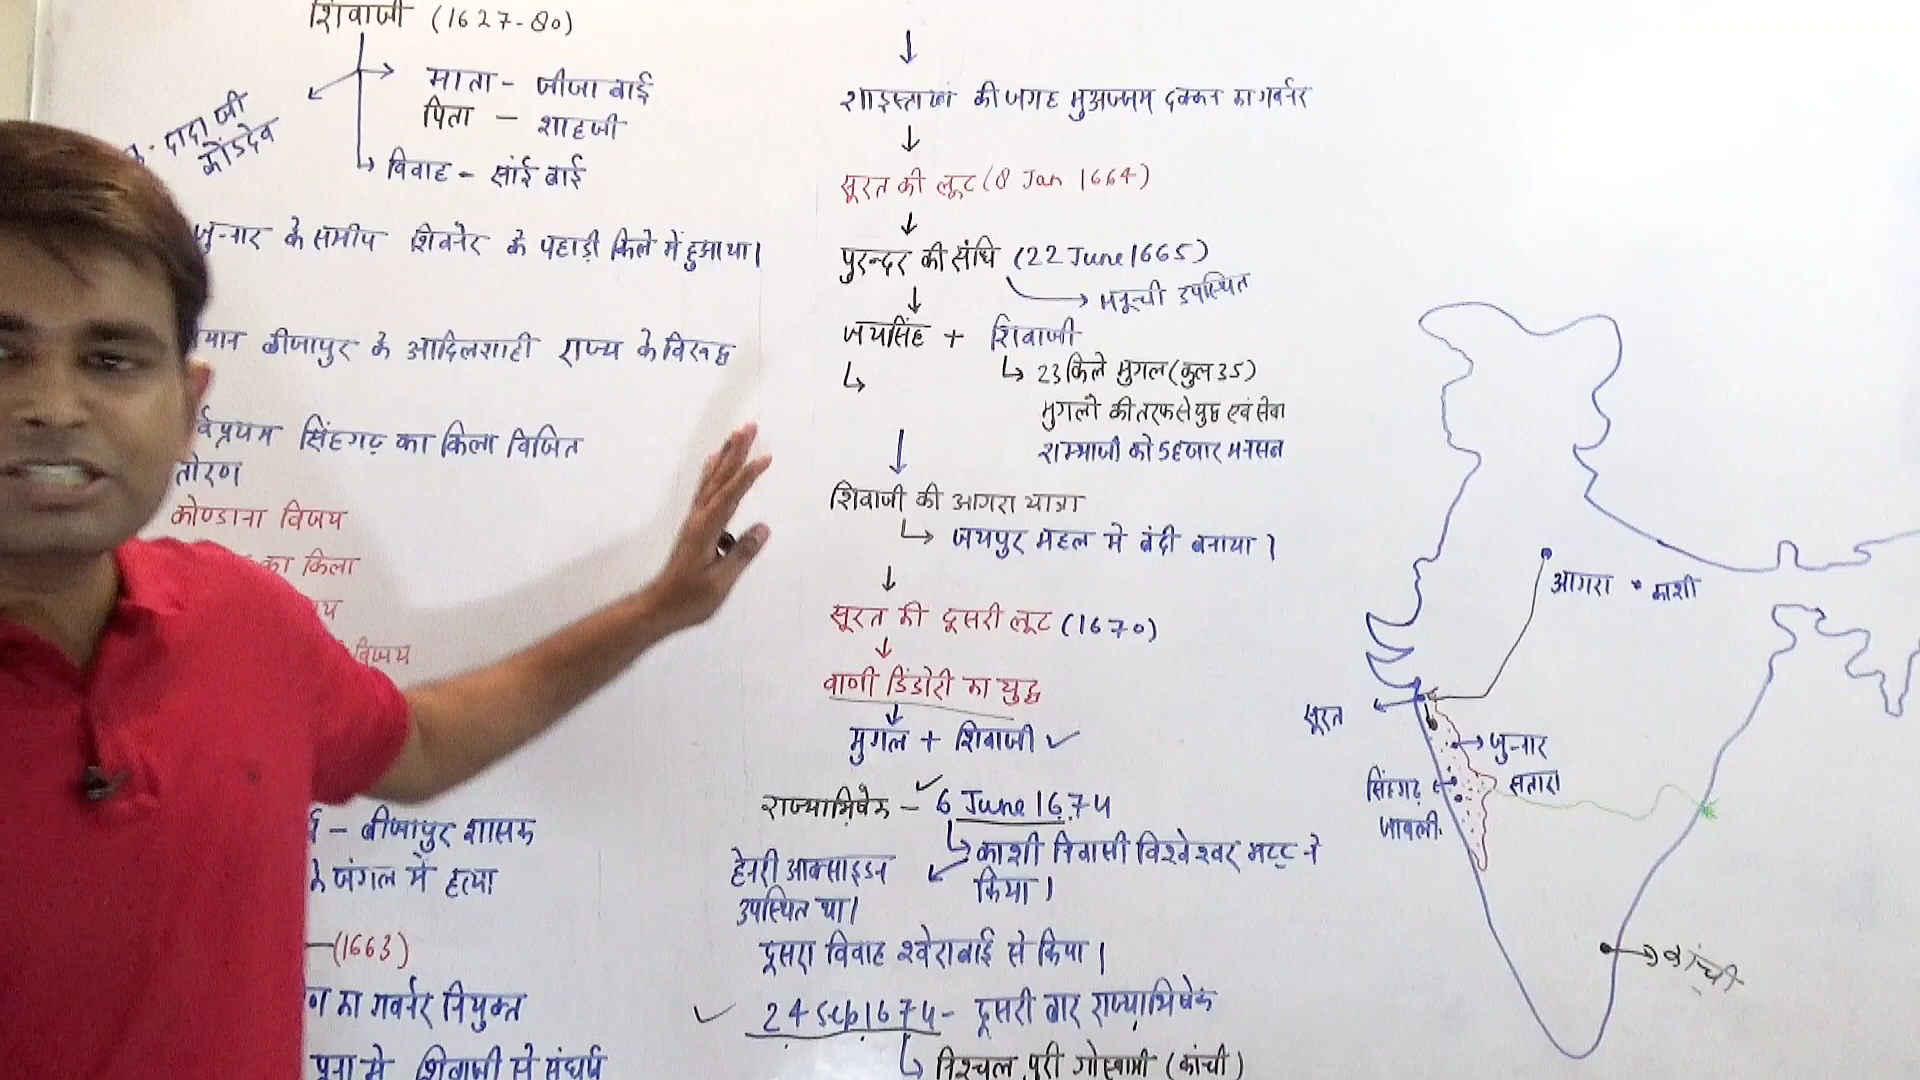 शिवाजी (1627-80)
माता - जीजा बाई
पिता - शाहजी
दादा जी
कोंडदेव
विवाह - सांई बाई
जुन्नार के समीप शिवनेर के पहाड़ी किले में हुआ था।
बीजापुर के आदिलशाही राज्य के विरूद्ध
सिंहगढ़ का किला विजित
तोरण
कोण्डाना विजय
का किला
विजय
- बीजापुर शासक
के जंगल में हत्या
(1663)
का गवर्नर नियुक्त
पूना में शिवाजी से संघर्ष
शाइस्ताखां की जगह मुअज्जम दक्कन का गवर्नर
सूरत की लूट (8 Jan 1664)
पुरन्दर की संधि (22 June 1665)
मनूची उपस्थित
जयसिंह + शिवाजी
23 किले मुगल (कुल 35)
मुगलों की तरफ से युद्ध एवं सेवा
शम्भाजी को 5 हजार मनसब
शिवाजी की आगरा यात्रा
जयपुर महल में बंदी बनाया।
सूरत की दूसरी लूट (1670)
वाणी डिंडोरी का युद्ध
मुगल + शिवाजी ✓
राज्याभिषेक - 6 June 1674
काशी निवासी विश्वेश्वर भट्ट ने
किया।
हेनरी आक्साइडन
उपस्थित था।
दूसरा विवाह श्वेराबाई से किया।
24 Sep 1674 - दूसरी बार राज्याभिषेक
निश्चल पुरी गोस्वामी (कांची)
आगरा
काशी
सूरत
जुन्नार
सतारा
सिंहगढ़
जावली
कांची